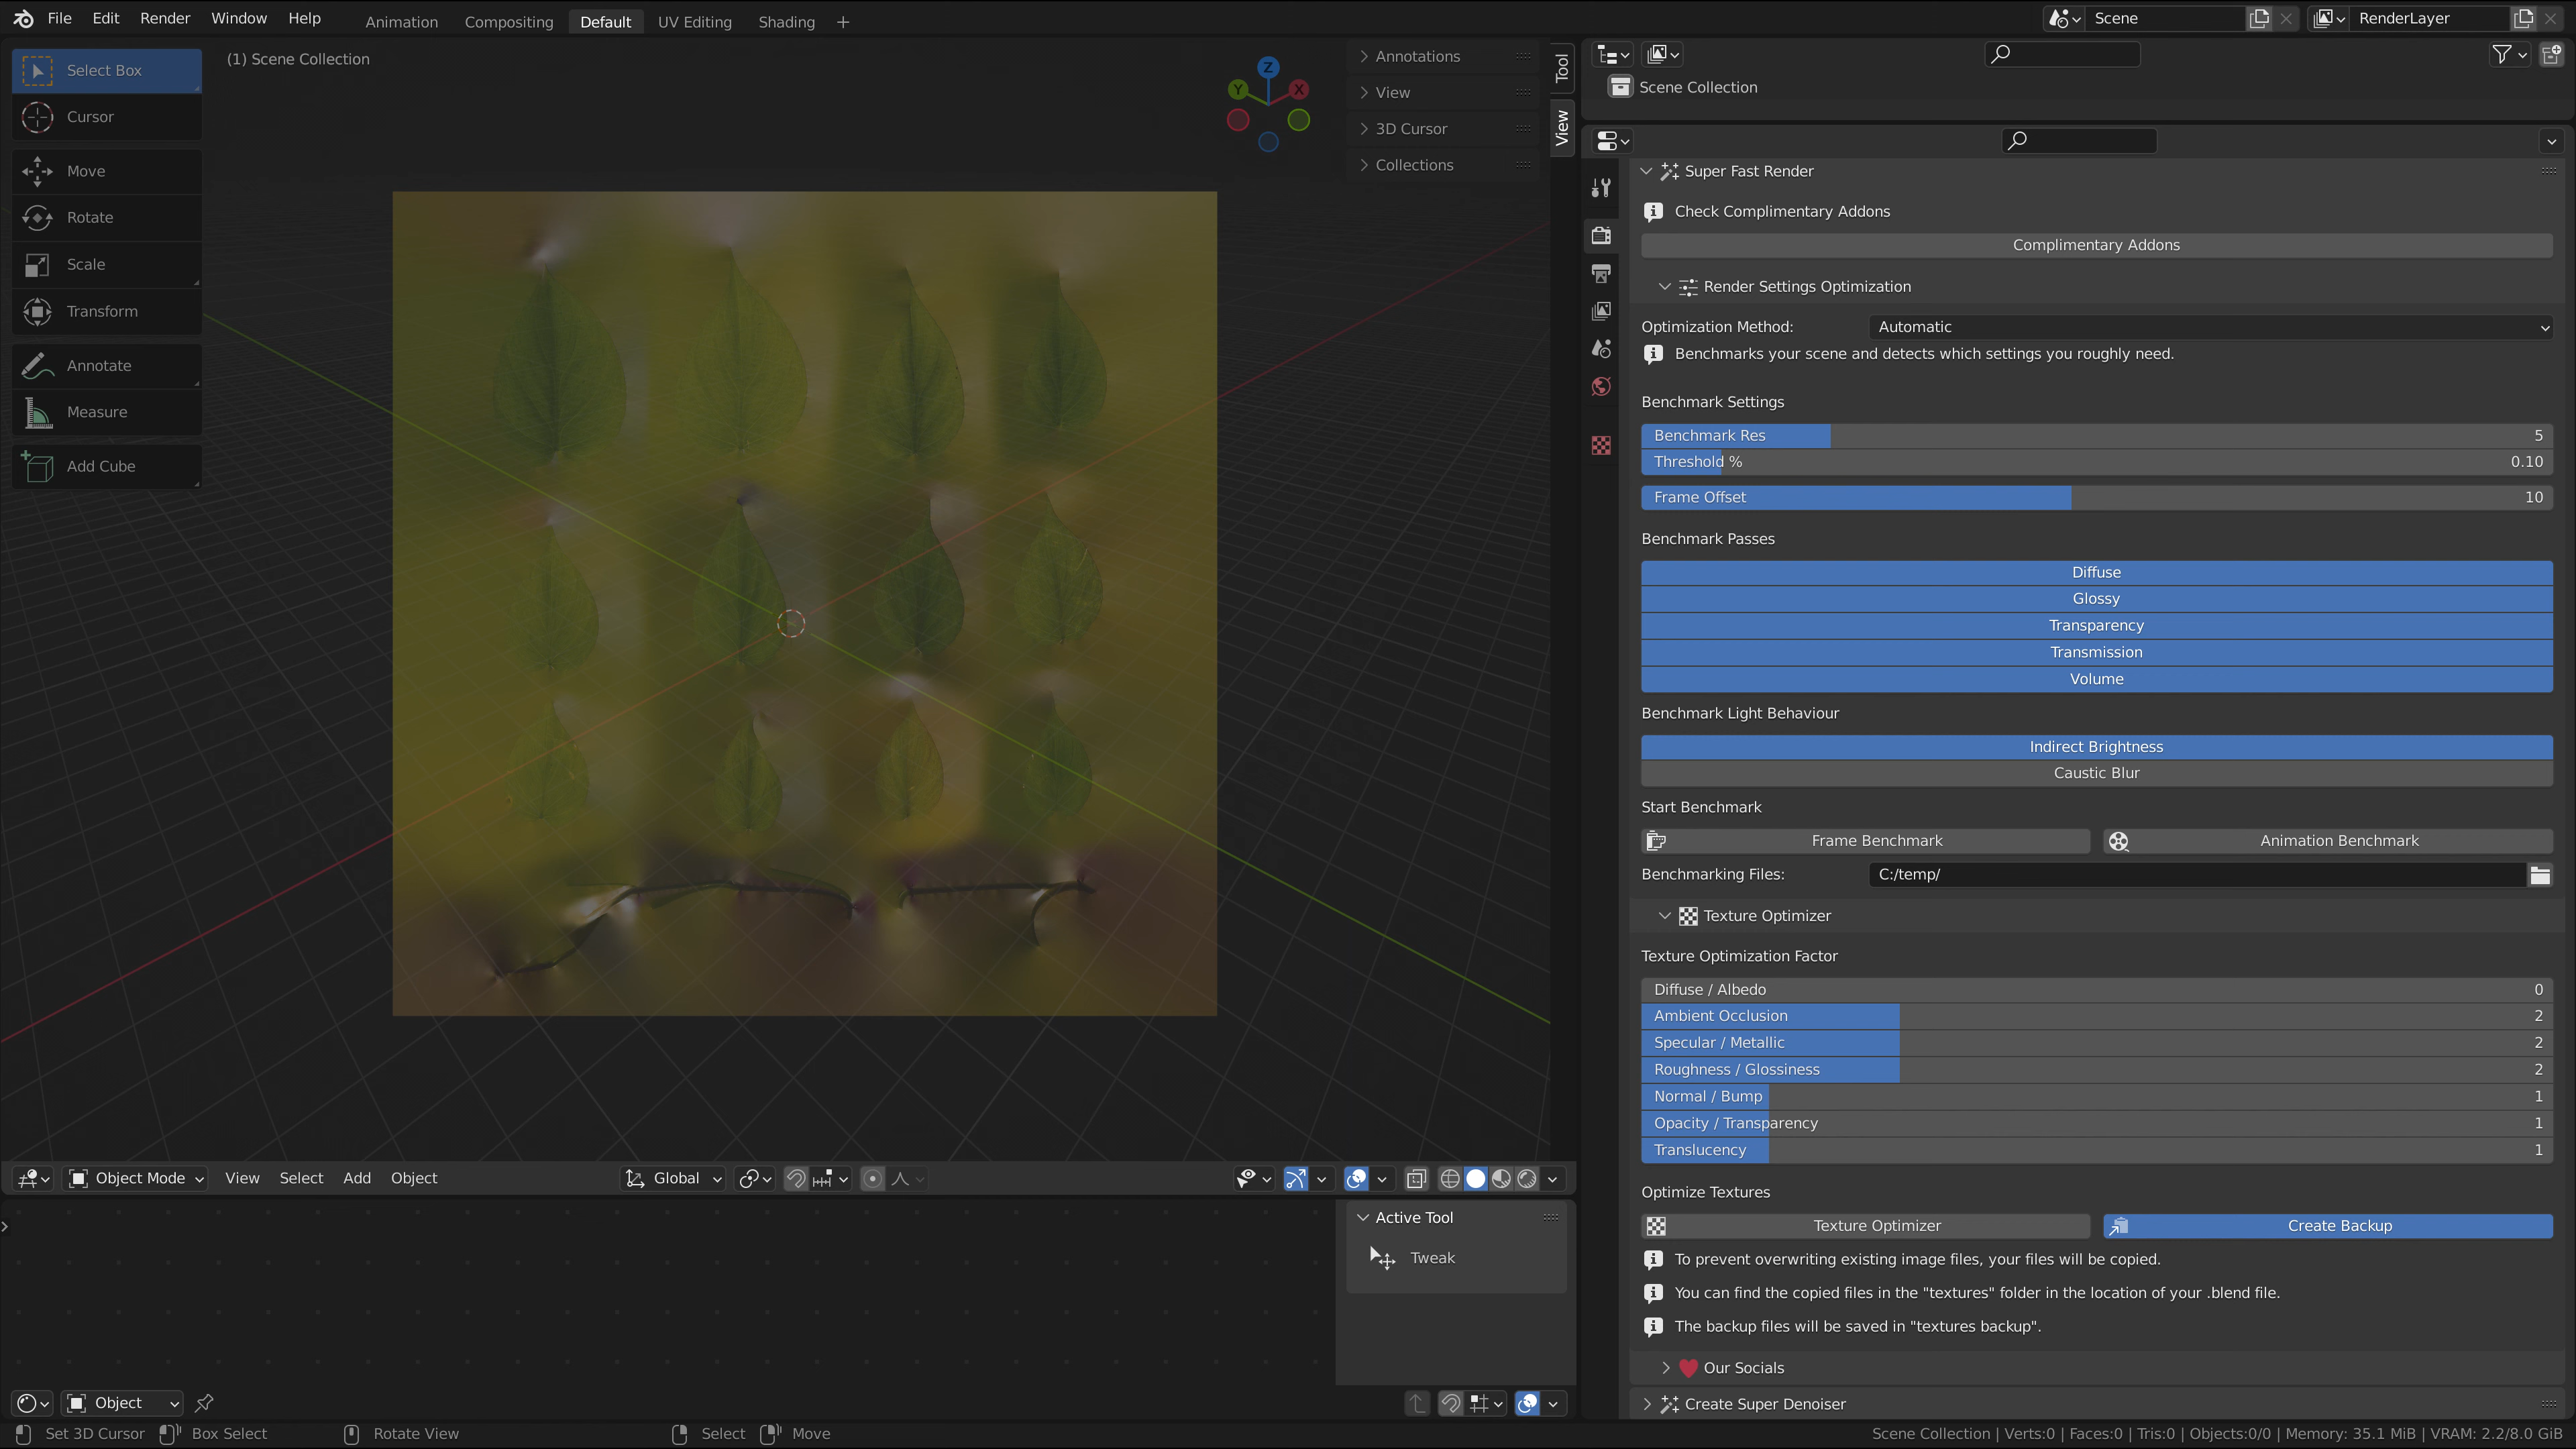 File Edit Render Window Help Animation Compositing Default UV Editing Shading + Scene RenderLayer
Select Box
Cursor
Move
Rotate
Scale
Transform
Annotate
Measure
Add Cube
(1) Scene Collection
Z
Y
X
Annotations
View
3D Cursor
Collections
Tool
View
Scene Collection
Super Fast Render
Check Complimentary Addons
Complimentary Addons
Render Settings Optimization
Optimization Method: Automatic
Benchmarks your scene and detects which settings you roughly need.
Benchmark Settings
Benchmark Res 5
Threshold % 0.10
Frame Offset 10
Benchmark Passes
Diffuse
Glossy
Transparency
Transmission
Volume
Benchmark Light Behaviour
Indirect Brightness
Caustic Blur
Start Benchmark
Frame Benchmark Animation Benchmark
Benchmarking Files: C:/temp/
Texture Optimizer
Texture Optimization Factor
Diffuse / Albedo 0
Ambient Occlusion 2
Specular / Metallic 2
Roughness / Glossiness 2
Normal / Bump 1
Opacity / Transparency 1
Translucency 1
Optimize Textures
Texture Optimizer Create Backup
To prevent overwriting existing image files, your files will be copied.
You can find the copied files in the "textures" folder in the location of your .blend file.
The backup files will be saved in "textures backup".
Our Socials
Create Super Denoiser
Object Mode View Select Add Object Global
Active Tool
Tweak
Object
Set 3D Cursor Box Select Rotate View Select Move Scene Collection | Verts:0 | Faces:0 | Tris:0 | Objects:0/0 | Memory: 35.1 MiB | VRAM: 2.2/8.0 GiB